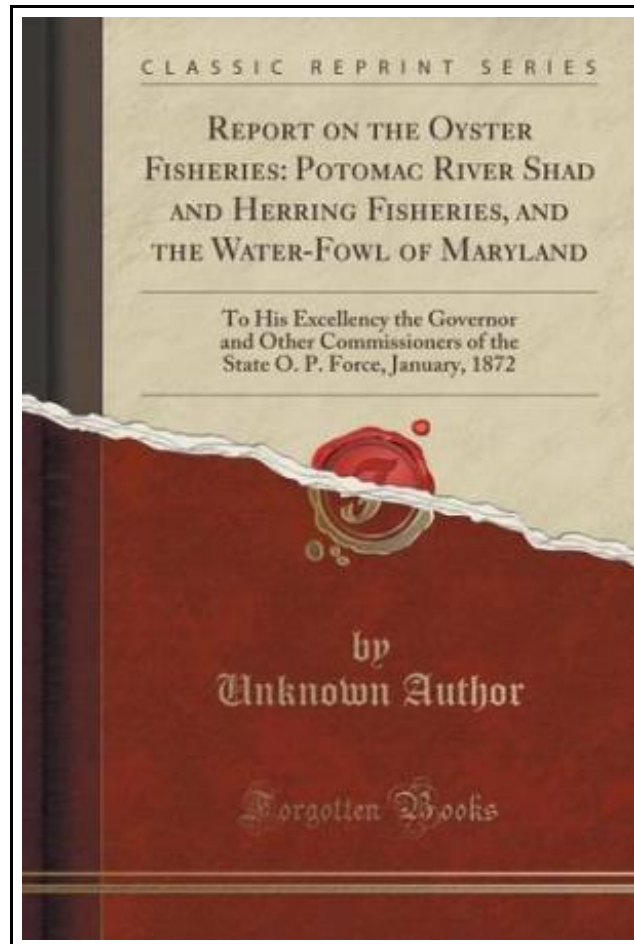 CLASSIC REPRINT SERIES
REPORT ON THE OYSTER
FISHERIES: POTOMAC RIVER SHAD
AND HERRING FISHERIES, AND
THE WATER-FOWL OF MARYLAND
To His Excellency the Governor
and Other Commissioners of the
State O. P. Force, January, 1872
by
Unknown Author
Forgotten Books